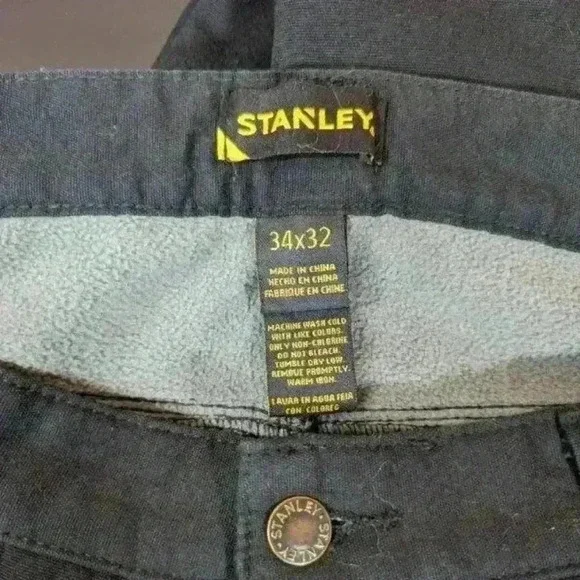 STANLEY
34x32
MADE IN CHINA
HECHO EN CHINA
FABRIQUE EN CHINE
MACHINE WASH COLD
WITH LIKE COLORS.
ONLY NON-CHLORINE
DO NOT BLEACH.
TUMBLE DRY LOW.
REMOVE PROMPTLY.
WARM IRON.
LAVAR EN AGUA FRIA
CON COLORES
STANLEY
STANLEY